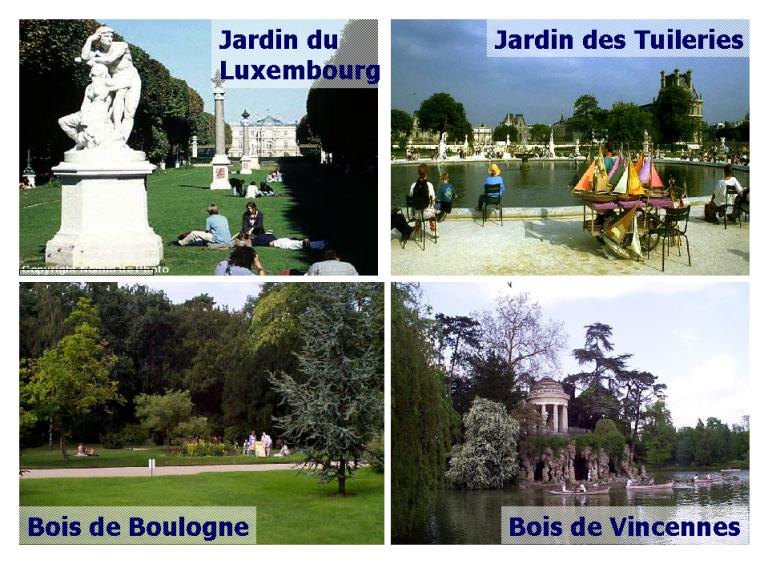 Jardin du
Luxembourg
Jardin des Tuileries
Bois de Boulogne
Bois de Vincennes